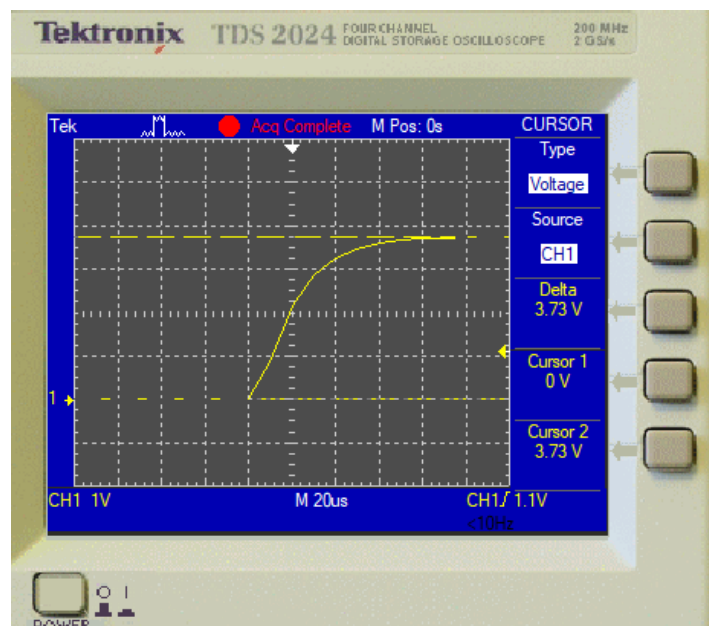 Tektronix TDS 2024 FOUR CHANNEL 200 MHz
DIGITAL STORAGE OSCILLOSCOPE 2 GS/s
Tek Acq Complete M Pos: 0s CURSOR
Type
Voltage
Source
CH1
Delta
3.73 V
Cursor 1
0 V
1
Cursor 2
3.73 V
CH1 1V M 20us CH1 1.1V
<10Hz
O I
POWER